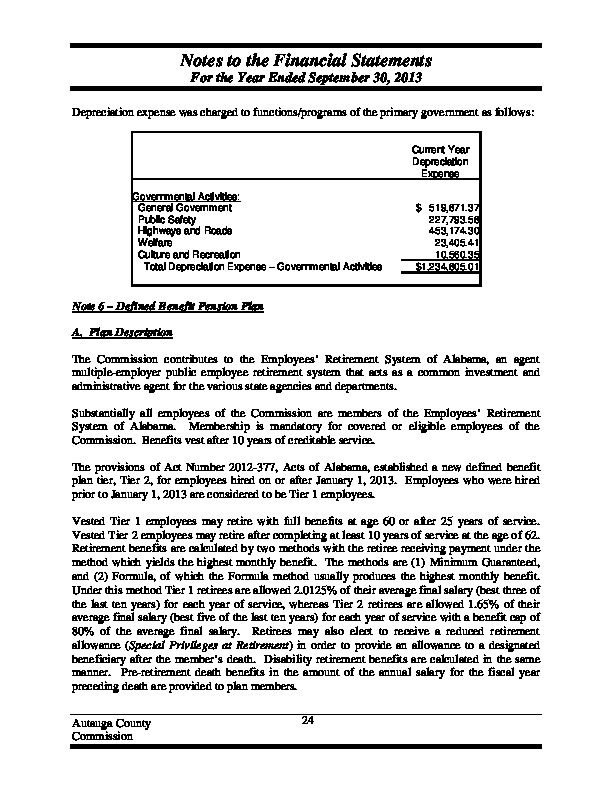 Notes to the Financial Statements
For the Year Ended September 30, 2013
Depreciation expense was charged to functions/programs of the primary government as follows:
Current Year
Depreciation
Expense
Governmental Activities:
General Government $ 519,671.37
Public Safety 227,793.58
Highways and Roads 453,174.30
Welfare 23,405.41
Culture and Recreation 10,560.35
Total Depreciation Expense – Governmental Activities $1,234,605.01
Note 6 – Defined Benefit Pension Plan
A. Plan Description
The Commission contributes to the Employees' Retirement System of Alabama, an agent
multiple-employer public employee retirement system that acts as a common investment and
administrative agent for the various state agencies and departments.
Substantially all employees of the Commission are members of the Employees' Retirement
System of Alabama. Membership is mandatory for covered or eligible employees of the
Commission. Benefits vest after 10 years of creditable service.
The provisions of Act Number 2012-377, Acts of Alabama, established a new defined benefit
plan tier, Tier 2, for employees hired on or after January 1, 2013. Employees who were hired
prior to January 1, 2013 are considered to be Tier 1 employees.
Vested Tier 1 employees may retire with full benefits at age 60 or after 25 years of service.
Vested Tier 2 employees may retire after completing at least 10 years of service at the age of 62.
Retirement benefits are calculated by two methods with the retiree receiving payment under the
method which yields the highest monthly benefit. The methods are (1) Minimum Guaranteed,
and (2) Formula, of which the Formula method usually produces the highest monthly benefit.
Under this method Tier 1 retirees are allowed 2.0125% of their average final salary (best three of
the last ten years) for each year of service, whereas Tier 2 retirees are allowed 1.65% of their
average final salary (best five of the last ten years) for each year of service with a benefit cap of
80% of the average final salary. Retirees may also elect to receive a reduced retirement
allowance (Special Privileges at Retirement) in order to provide an allowance to a designated
beneficiary after the member's death. Disability retirement benefits are calculated in the same
manner. Pre-retirement death benefits in the amount of the annual salary for the fiscal year
preceding death are provided to plan members.
Autauga County 24
Commission